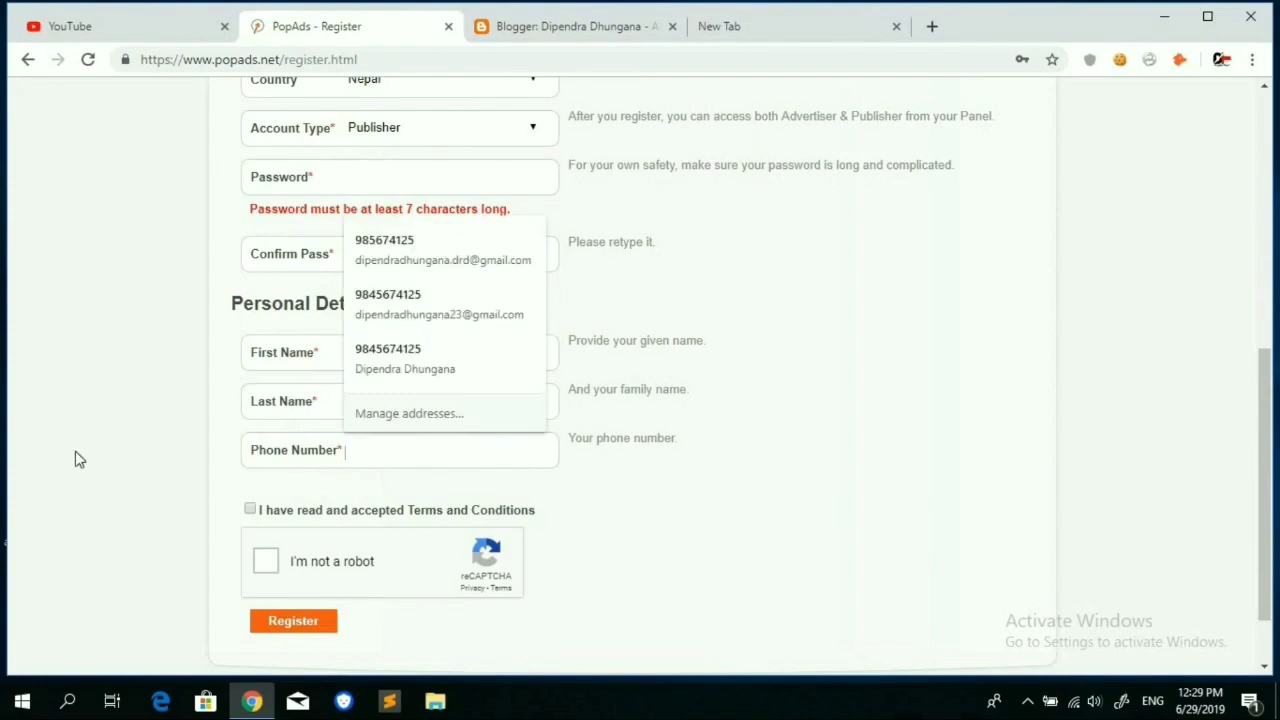 YouTube
PopAds - Register
Blogger: Dipendra Dhungana - A
New Tab
https://www.popads.net/register.html
Country Nepal
Account Type* Publisher
After you register, you can access both Advertiser & Publisher from your Panel.
Password*
For your own safety, make sure your password is long and complicated.
Password must be at least 7 characters long.
Confirm Pass*
Please retype it.
985674125
dipendradhungana.drd@gmail.com
9845674125
dipendradhungana23@gmail.com
9845674125
Dipendra Dhungana
Manage addresses...
Personal Det
First Name*
Provide your given name.
Last Name*
And your family name.
Phone Number*
Your phone number.
I have read and accepted Terms and Conditions
I'm not a robot
reCAPTCHA
Privacy - Terms
Register
Activate Windows
Go to Settings to activate Windows.
ENG
12:29 PM
6/29/2019
1